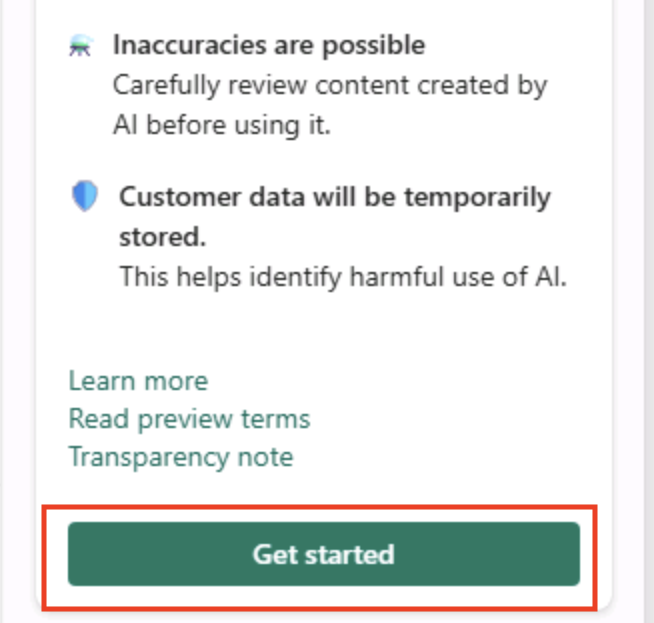 Inaccuracies are possible
Carefully review content created by
AI before using it.
Customer data will be temporarily
stored.
This helps identify harmful use of AI.
Learn more
Read preview terms
Transparency note
Get started